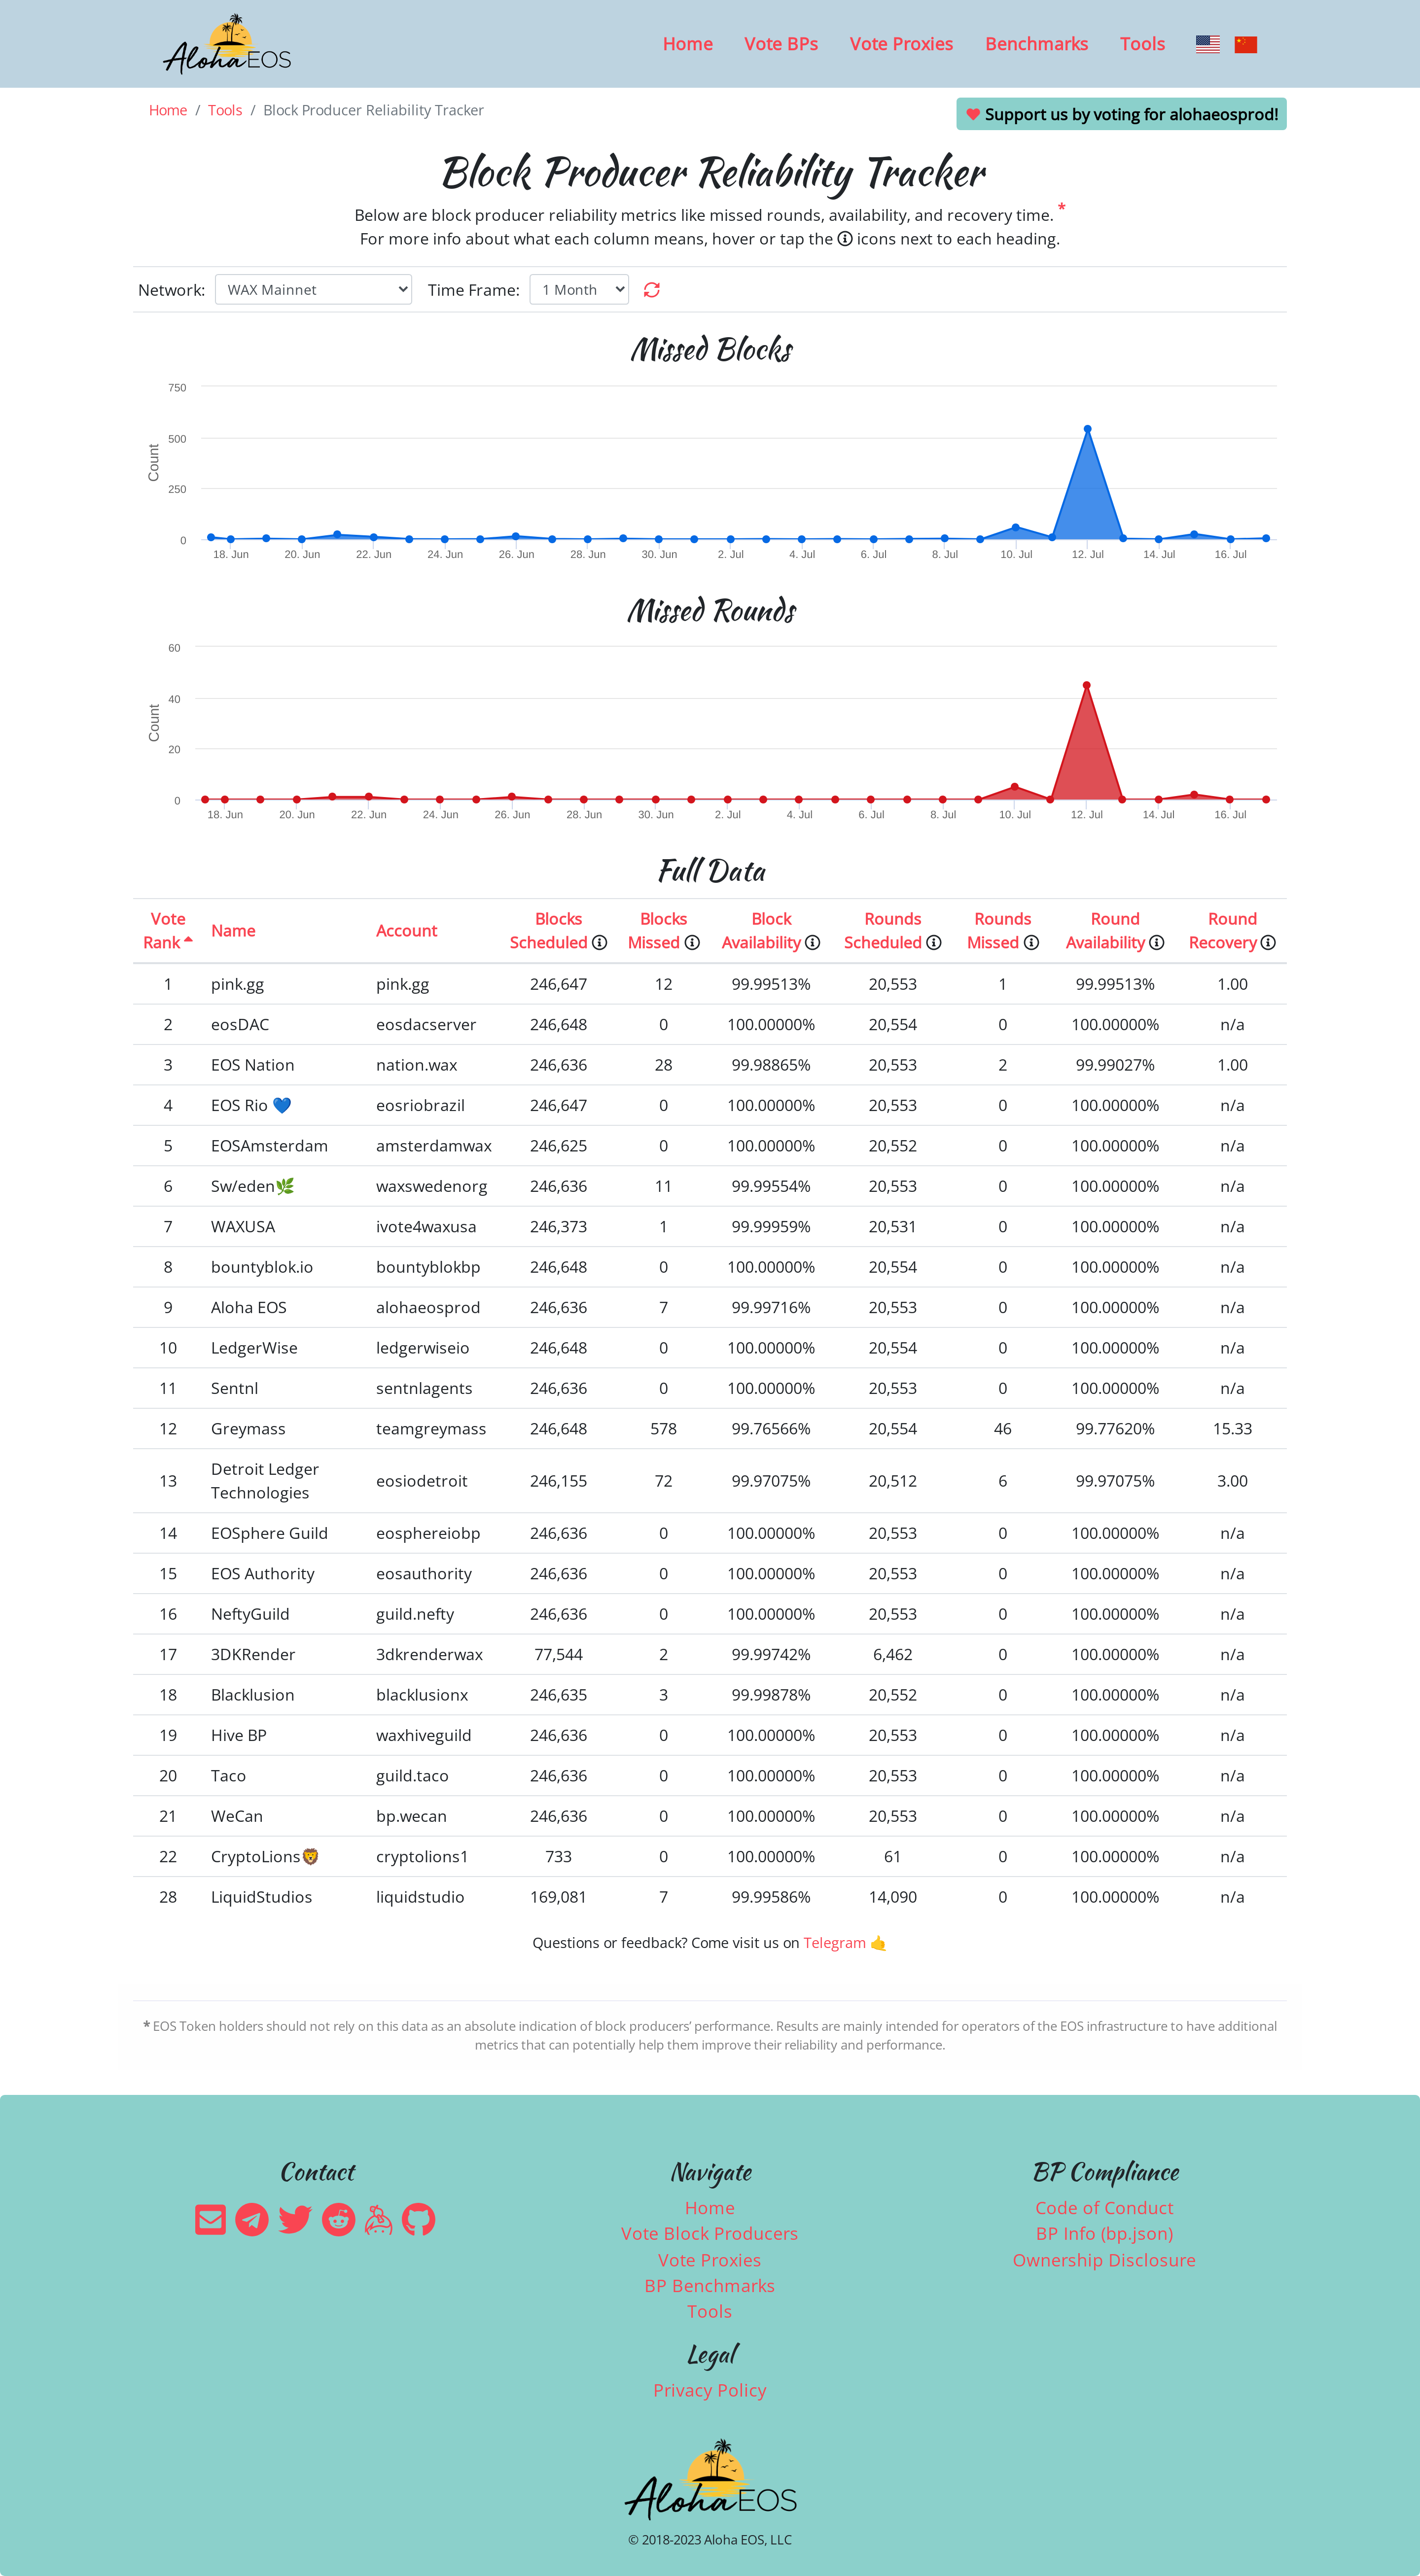 Aloha EOS
Home Vote BPs Vote Proxies Benchmarks Tools
Home / Tools / Block Producer Reliability Tracker
Support us by voting for alohaeosprod!
Block Producer Reliability Tracker
Below are block producer reliability metrics like missed rounds, availability, and recovery time. *
For more info about what each column means, hover or tap the icons next to each heading.
Network: WAX Mainnet Time Frame: 1 Month
Missed Blocks
Count
750
500
250
0
18. Jun 20. Jun 22. Jun 24. Jun 26. Jun 28. Jun 30. Jun 2. Jul 4. Jul 6. Jul 8. Jul 10. Jul 12. Jul 14. Jul 16. Jul
Missed Rounds
Count
60
40
20
0
18. Jun 20. Jun 22. Jun 24. Jun 26. Jun 28. Jun 30. Jun 2. Jul 4. Jul 6. Jul 8. Jul 10. Jul 12. Jul 14. Jul 16. Jul
Full Data
Vote Rank Name Account Blocks Scheduled Blocks Missed Block Availability Rounds Scheduled Rounds Missed Round Availability Round Recovery
1 pink.gg pink.gg 246,647 12 99.99513% 20,553 1 99.99513% 1.00
2 eosDAC eosdacserver 246,648 0 100.00000% 20,554 0 100.00000% n/a
3 EOS Nation nation.wax 246,636 28 99.98865% 20,553 2 99.99027% 1.00
4 EOS Rio 💙 eosriobrazil 246,647 0 100.00000% 20,553 0 100.00000% n/a
5 EOSAmsterdam amsterdamwax 246,625 0 100.00000% 20,552 0 100.00000% n/a
6 Sw/eden🌿 waxswedenorg 246,636 11 99.99554% 20,553 0 100.00000% n/a
7 WAXUSA ivote4waxusa 246,373 1 99.99959% 20,531 0 100.00000% n/a
8 bountyblok.io bountyblokbp 246,648 0 100.00000% 20,554 0 100.00000% n/a
9 Aloha EOS alohaeosprod 246,636 7 99.99716% 20,553 0 100.00000% n/a
10 LedgerWise ledgerwiseio 246,648 0 100.00000% 20,554 0 100.00000% n/a
11 Sentnl sentnlagents 246,636 0 100.00000% 20,553 0 100.00000% n/a
12 Greymass teamgreymass 246,648 578 99.76566% 20,554 46 99.77620% 15.33
13 Detroit Ledger Technologies eosiodetroit 246,155 72 99.97075% 20,512 6 99.97075% 3.00
14 EOSphere Guild eosphereiobp 246,636 0 100.00000% 20,553 0 100.00000% n/a
15 EOS Authority eosauthority 246,636 0 100.00000% 20,553 0 100.00000% n/a
16 NeftyGuild guild.nefty 246,636 0 100.00000% 20,553 0 100.00000% n/a
17 3DKRender 3dkrenderwax 77,544 2 99.99742% 6,462 0 100.00000% n/a
18 Blacklusion blacklusionx 246,635 3 99.99878% 20,552 0 100.00000% n/a
19 Hive BP waxhiveguild 246,636 0 100.00000% 20,553 0 100.00000% n/a
20 Taco guild.taco 246,636 0 100.00000% 20,553 0 100.00000% n/a
21 WeCan bp.wecan 246,636 0 100.00000% 20,553 0 100.00000% n/a
22 CryptoLions🦁 cryptolions1 733 0 100.00000% 61 0 100.00000% n/a
28 LiquidStudios liquidstudio 169,081 7 99.99586% 14,090 0 100.00000% n/a
Questions or feedback? Come visit us on Telegram 🤙
* EOS Token holders should not rely on this data as an absolute indication of block producers’ performance. Results are mainly intended for operators of the EOS infrastructure to have additional
metrics that can potentially help them improve their reliability and performance.
Contact
Navigate
Home
Vote Block Producers
Vote Proxies
BP Benchmarks
Tools
Legal
Privacy Policy
BP Compliance
Code of Conduct
BP Info (bp.json)
Ownership Disclosure
Aloha EOS
© 2018-2023 Aloha EOS, LLC